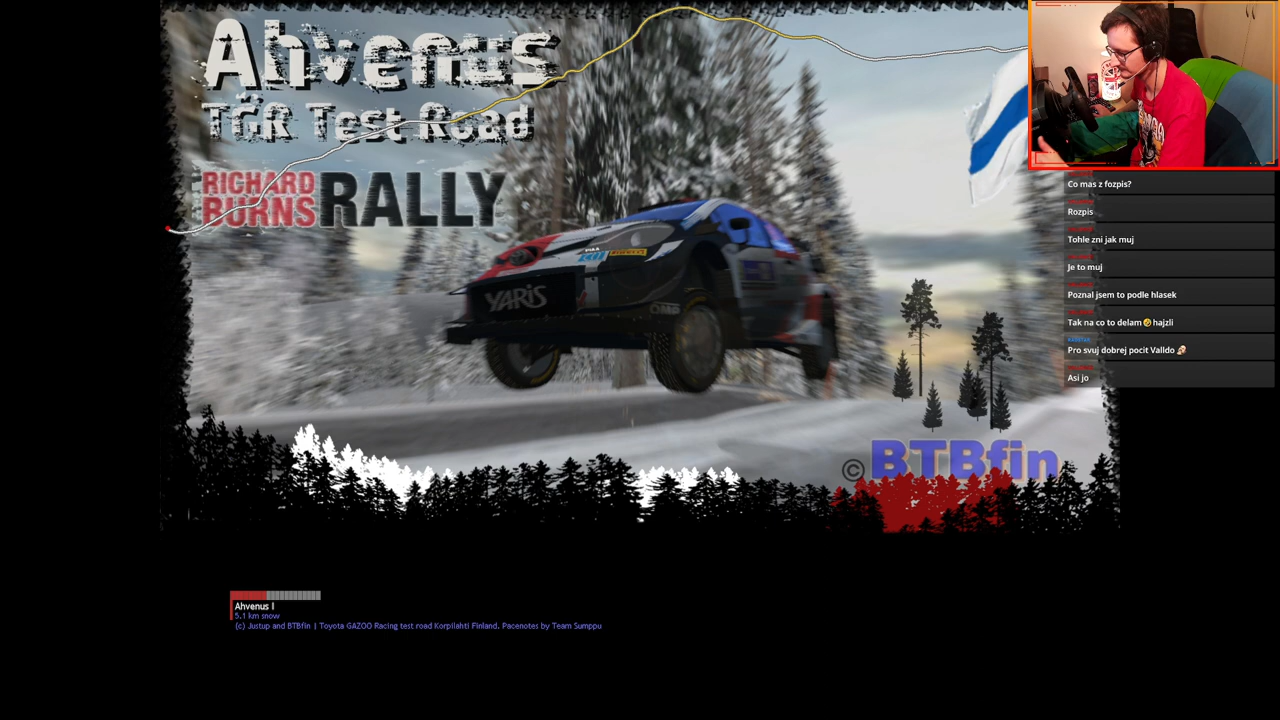 Ahvenus
TGR Test Road
RICHARD
BURNS
RALLY
YARiS
OMP
Co mas z fozpis?
Rozpis
Tohle zni jak muj
Je to muj
Poznal jsem to podle hlasek
Tak na co to delam🤣hajzli
Pro svuj dobrej pocit Valldo
Asi jo
© BTBfin
Ahvenus I
5.1 km snow
(c) Justup and BTBfin | Toyota GAZOO Racing test road Korpilahti Finland. Pacenotes by Team Sumppu